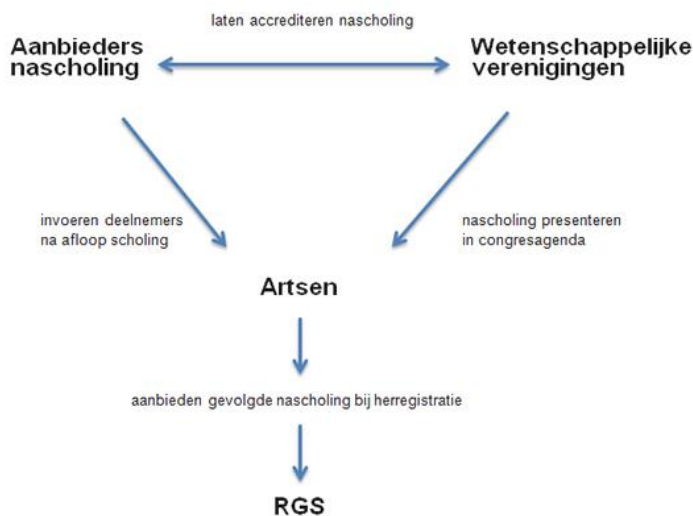 laten accrediteren nascholing
Aanbieders
nascholing
Wetenschappelijke
verenigingen
invoeren deelnemers
na afloop scholing
nascholing presenteren
in congresagenda
Artsen
aanbieden gevolgde nascholing bij herregistratie
RGS